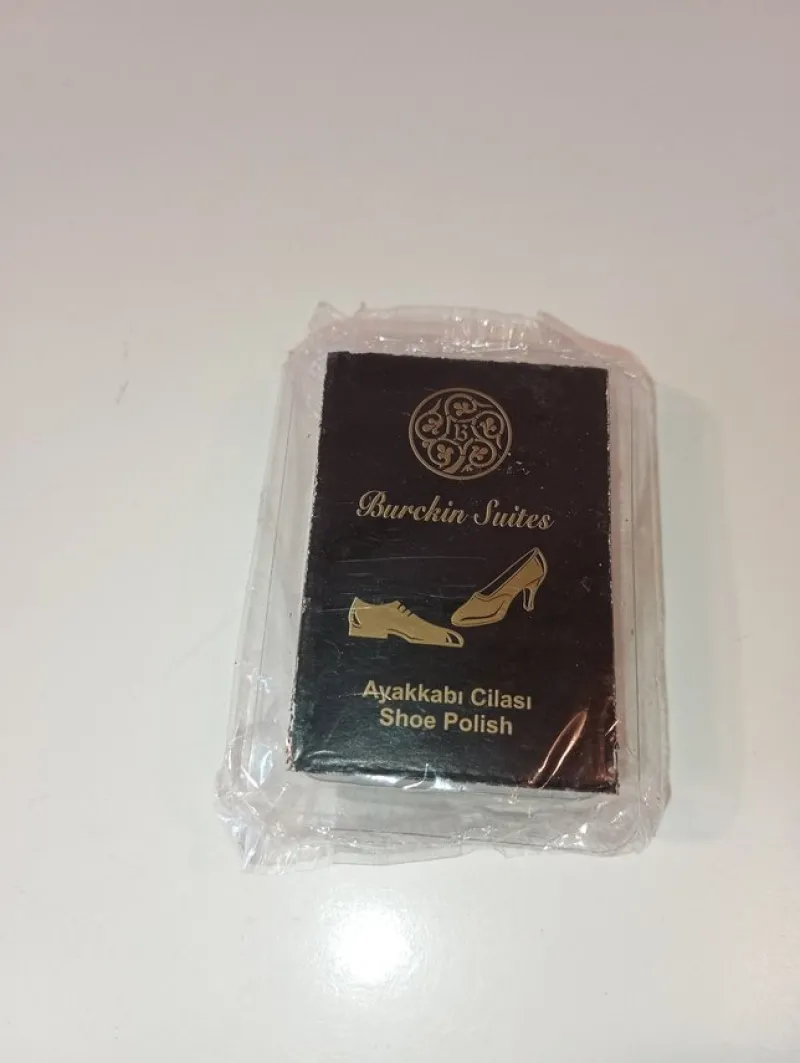 B
Burckin Suites
Ayakkabı Cilası
Shoe Polish